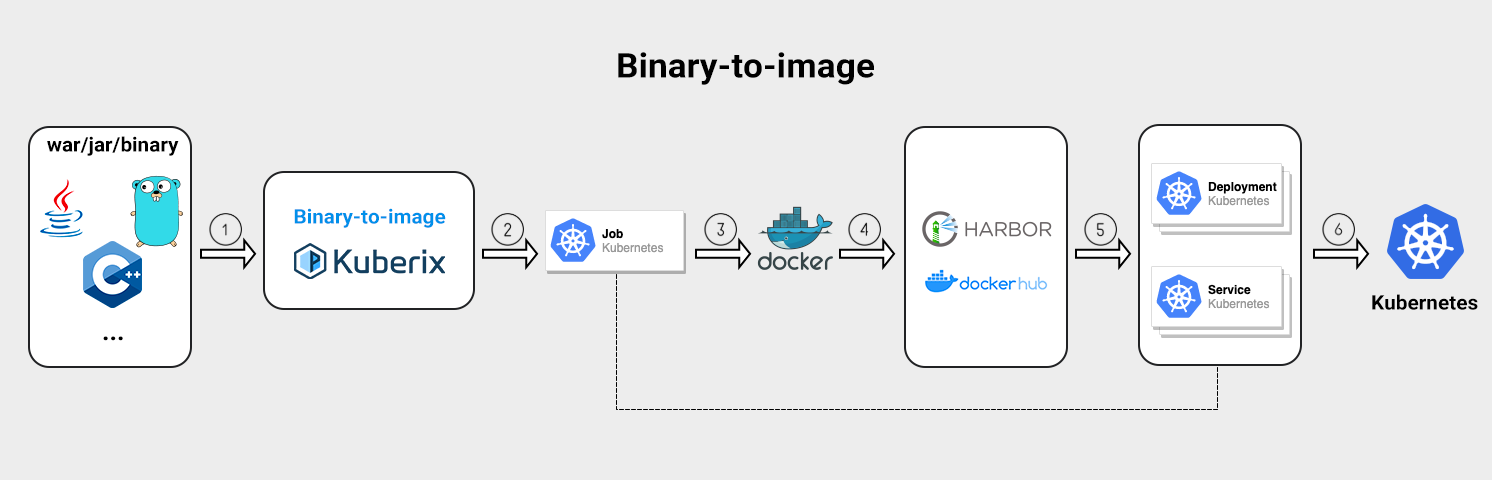 Binary-to-image
war/jar/binary
C++
...
1
Binary-to-image
P Kuberix
2
Job
Kubernetes
3
docker
4
HARBOR
docker hub
5
Deployment
Kubernetes
Service
Kubernetes
6
Kubernetes